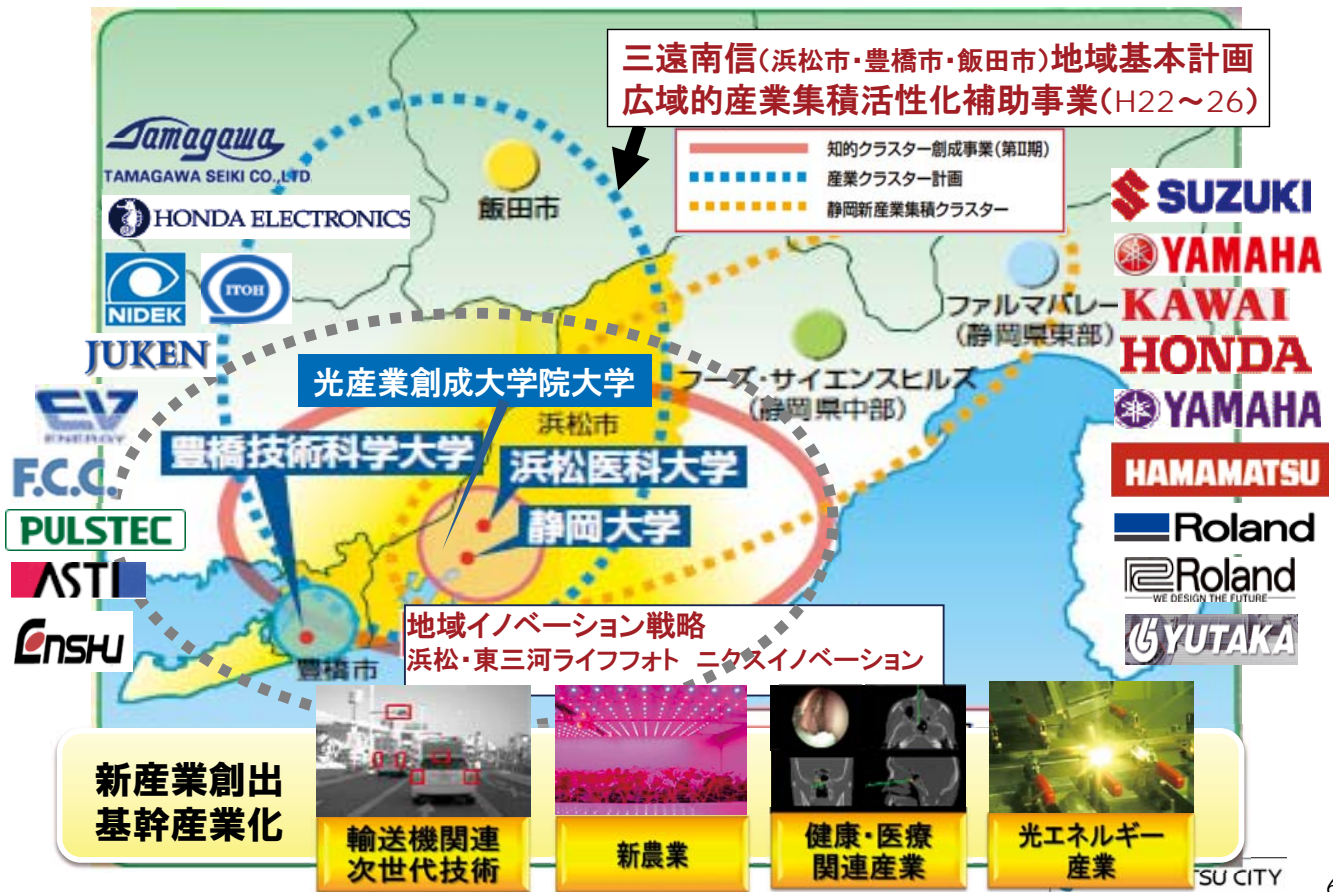 三遠南信(浜松市・豊橋市・飯田市)地域基本計画
広域的産業集積活性化補助事業(H22～26)
知的クラスター創成事業(第Ⅱ期)
産業クラスター計画
静岡新産業集積クラスター
Tamagawa
TAMAGAWA SEIKI CO.,LTD
HONDA ELECTRONICS
NIDEK
ITOH
JUKEN
EV
ENERGY
F.C.C.
PULSTEC
ASTI
ENSHU
飯田市
ファルマバレー
(静岡県東部)
フーズ・サイエンスヒルズ
(静岡県中部)
光産業創成大学院大学
浜松市
豊橋技術科学大学
浜松医科大学
静岡大学
豊橋市
SUZUKI
YAMAHA
KAWAI
HONDA
YAMAHA
HAMAMATSU
Roland
Roland
WE DESIGN THE FUTURE
YUTAKA
地域イノベーション戦略
浜松・東三河ライフフォト ニクスイノベーション
新産業創出
基幹産業化
輸送機関連
次世代技術
新農業
健康・医療
関連産業
光エネルギー
産業
TSU CITY